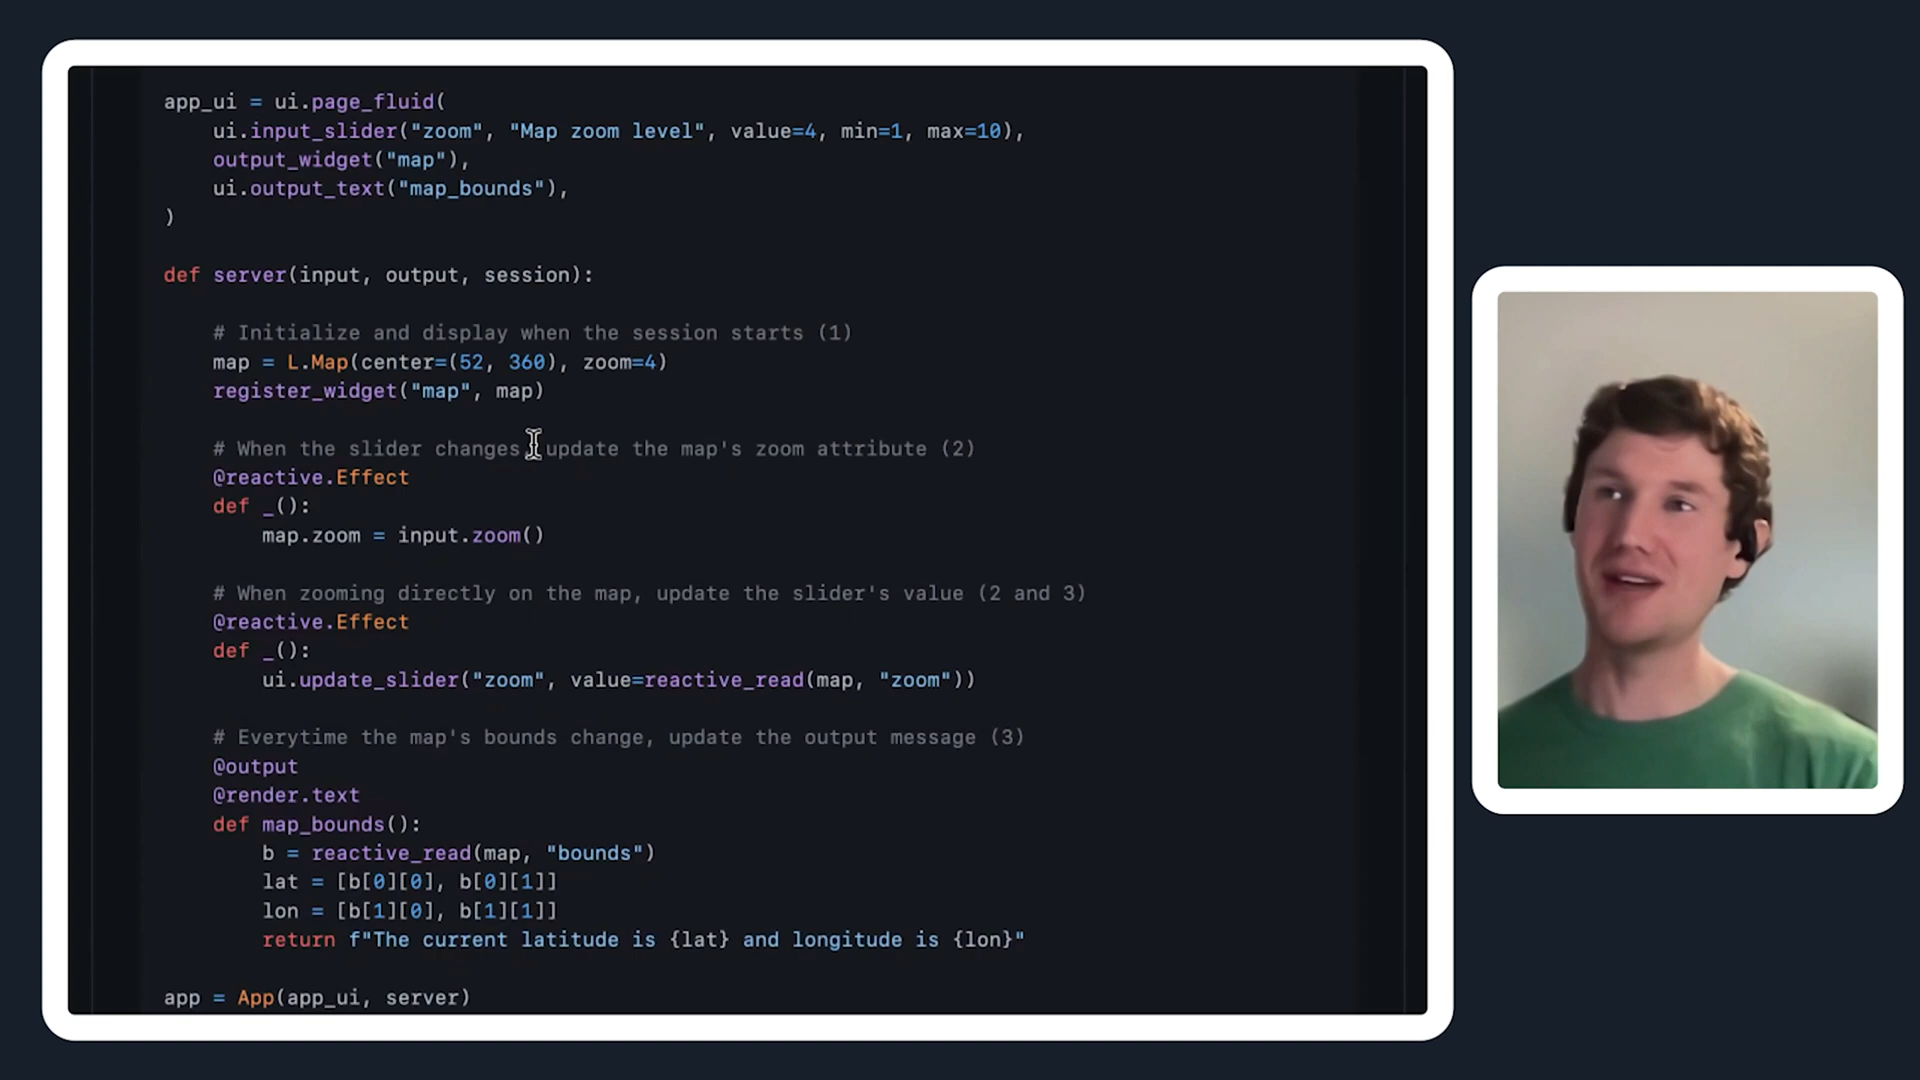 app_ui = ui.page_fluid(
    ui.input_slider("zoom", "Map zoom level", value=4, min=1, max=10),
    output_widget("map"),
    ui.output_text("map_bounds"),
)
def server(input, output, session):
    # Initialize and display when the session starts (1)
    map = L.Map(center=(52, 360), zoom=4)
    register_widget("map", map)
    # When the slider changes, update the map's zoom attribute (2)
    @reactive.Effect
    def _():
        map.zoom = input.zoom()
    # When zooming directly on the map, update the slider's value (2 and 3)
    @reactive.Effect
    def _():
        ui.update_slider("zoom", value=reactive_read(map, "zoom"))
    # Everytime the map's bounds change, update the output message (3)
    @output
    @render.text
    def map_bounds():
        b = reactive_read(map, "bounds")
        lat = [b[0][0], b[0][1]]
        lon = [b[1][0], b[1][1]]
        return f"The current latitude is {lat} and longitude is {lon}"
app = App(app_ui, server)